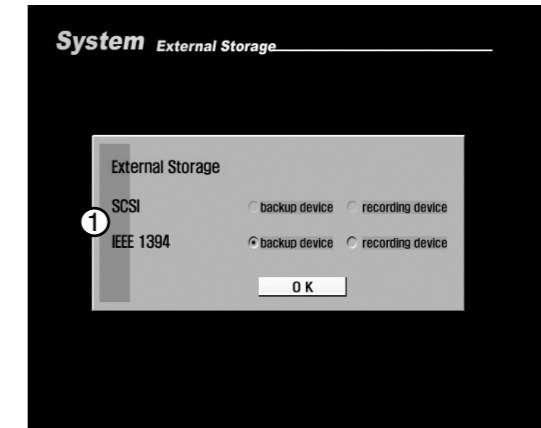 System External Storage
External Storage
SCSI backup device recording device
① IEEE 1394 backup device recording device
OK